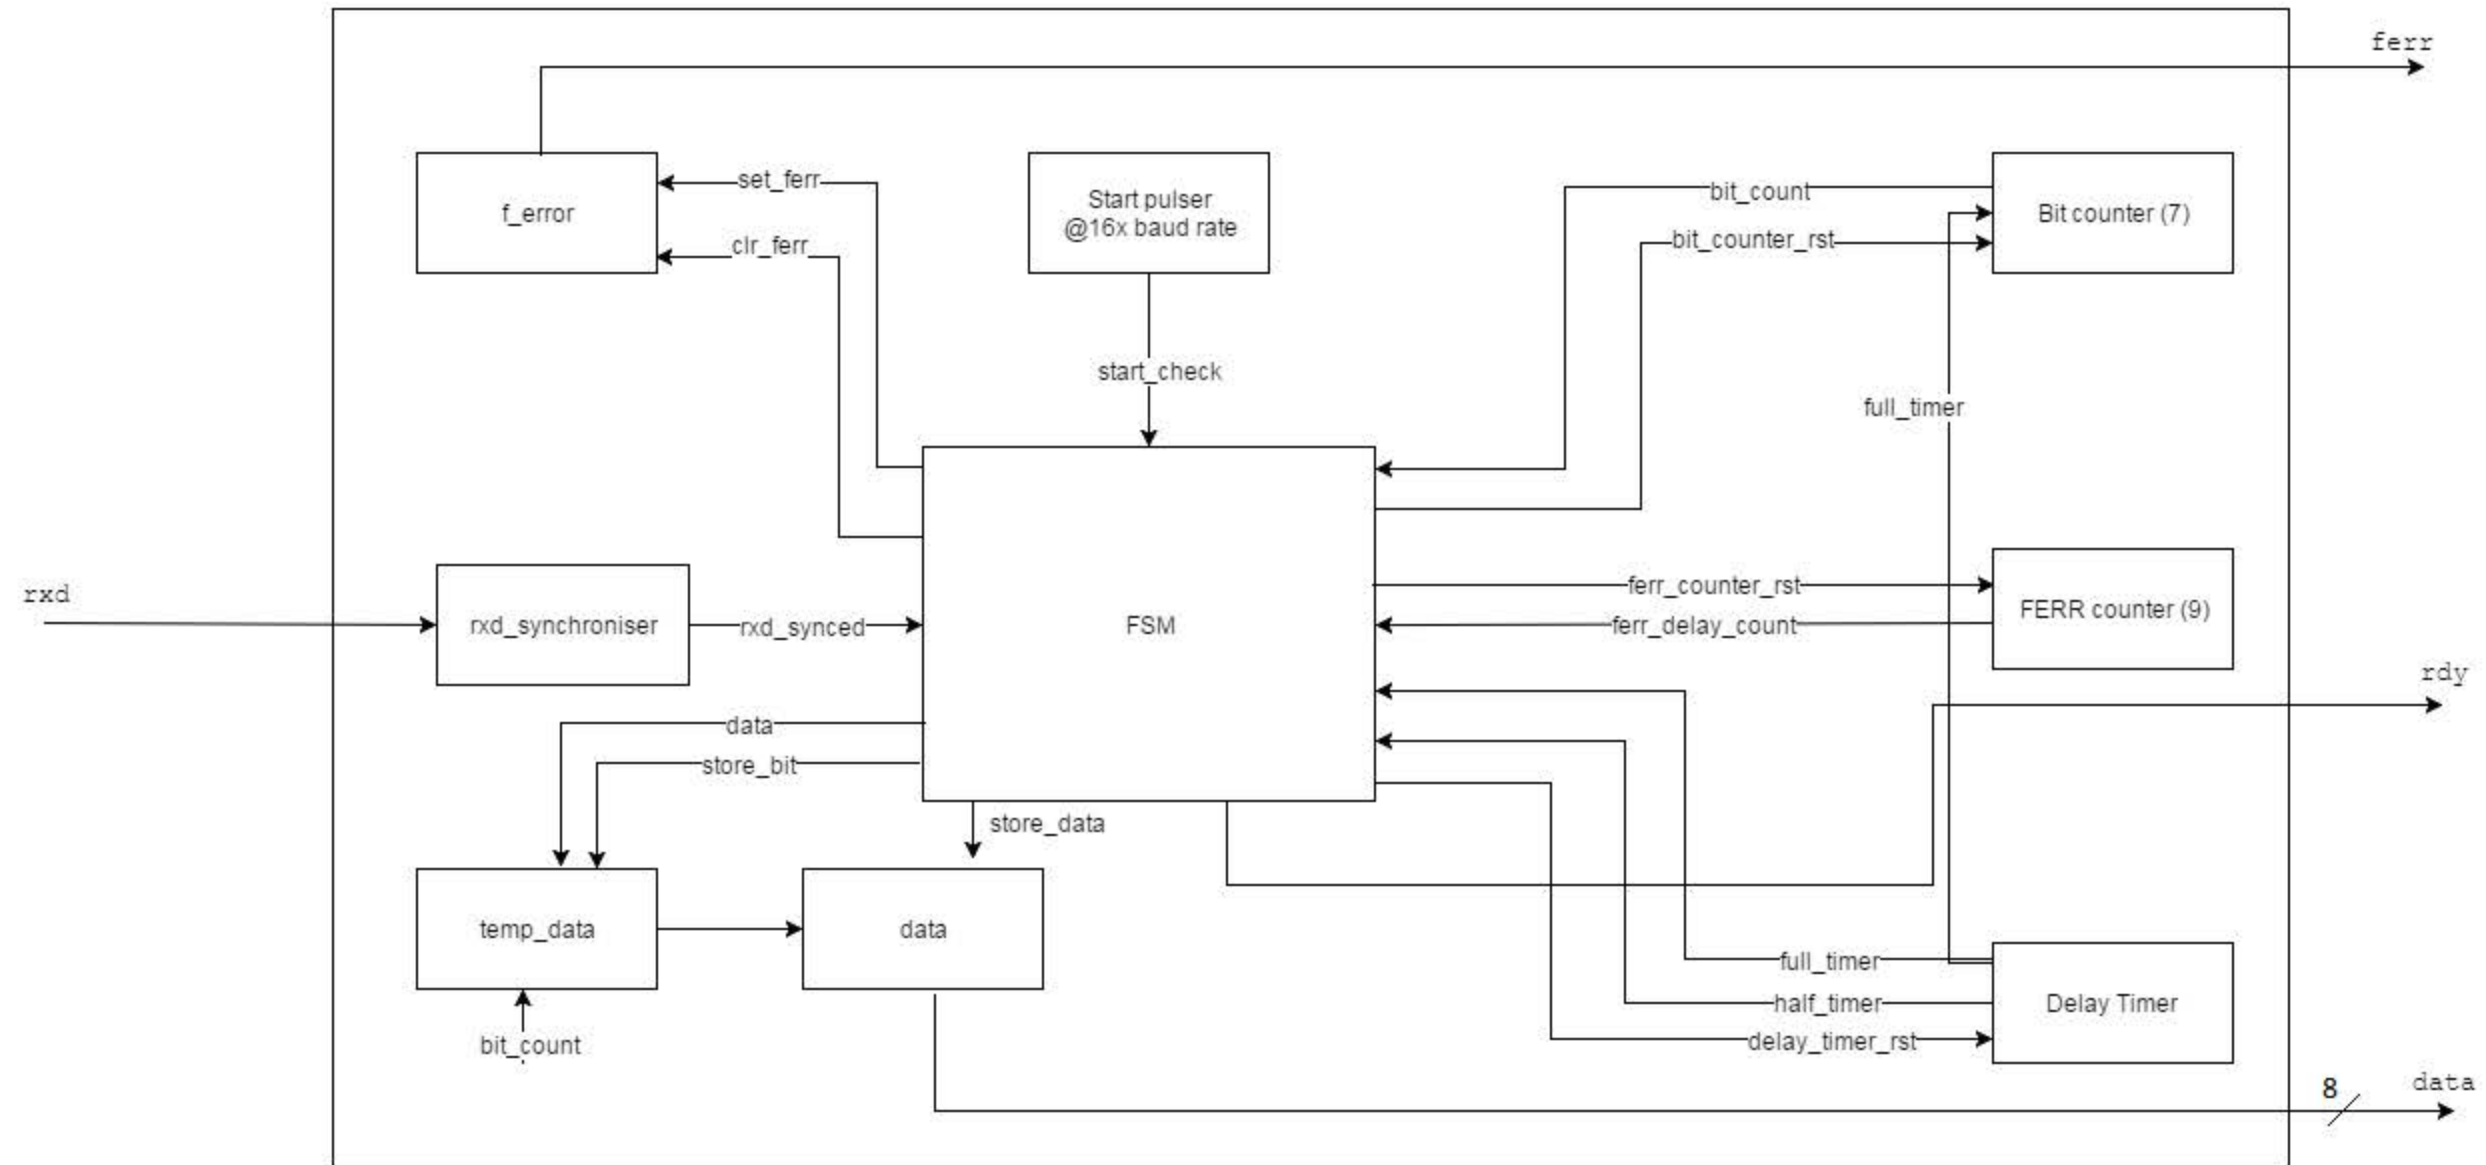 ferr
set_ferr
f_error
clr_ferr
Start pulser
@16x baud rate
bit_count
Bit counter (7)
bit_counter_rst
start_check
full_timer
rxd
rxd_synchroniser
rxd_synced
FSM
ferr_counter_rst
ferr_delay_count
FERR counter (9)
rdy
data
store_bit
store_data
temp_data
data
bit_count
full_timer
half_timer
delay_timer_rst
Delay Timer
8
data